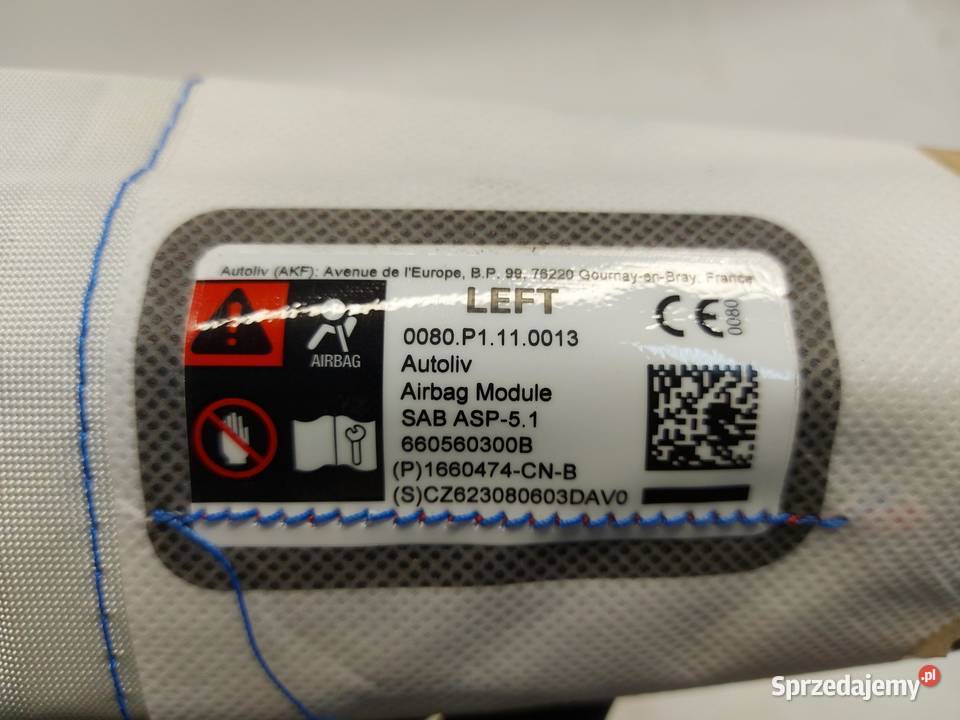 Autoliv (AKF): Avenue de l'Europe, B.P. 99, 76220 Gournay-en-Bray, France
LEFT
CE
0080
0080.P1.11.0013
AIRBAG
Autoliv
Airbag Module
SAB ASP-5.1
660560300B
(P)1660474-CN-B
(S)CZ623080603DAV0
Sprzedajemy.pl